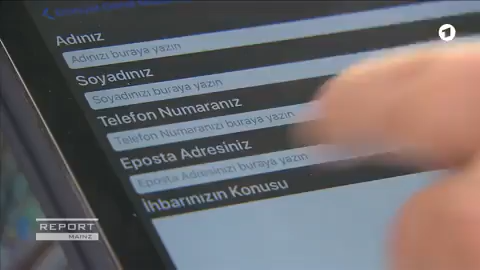 Adınız
Adınızı buraya yazın
Soyadınız
Soyadınızı buraya yazın
Telefon Numaranız
Telefon Numaranızı buraya yazın
Eposta Adresiniz
Eposta Adresinizi buraya yazın
İhbarınızın Konusu
REPORT
MAINZ
1